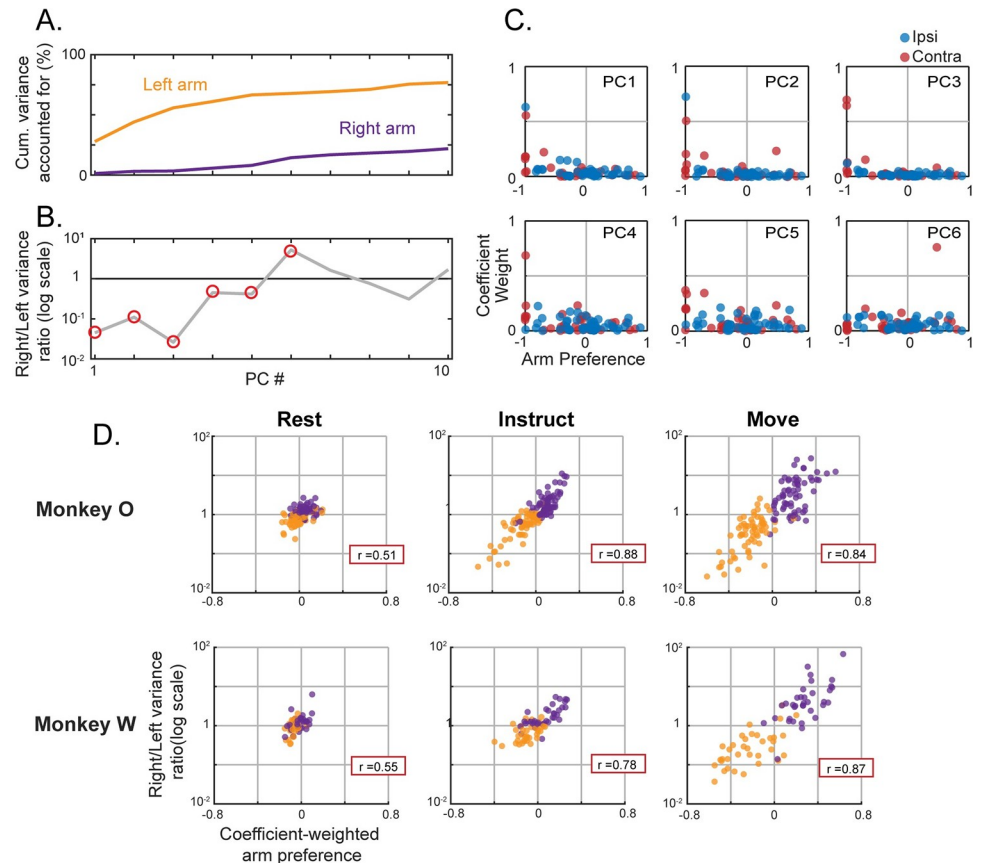 A.
Cum. variance
accounted for (%)
100
0
Left arm
Right arm
B.
Right/Left variance
ratio (log scale)
10¹
1
10⁻¹
10⁻²
1
10
PC #
C.
Ipsi
Contra
1
0
-1
0
1
PC1
1
0
-1
0
1
PC2
1
0
-1
0
1
PC3
Coefficient
Weight
1
0
-1
0
1
PC4
1
0
-1
0
1
PC5
1
0
-1
0
1
PC6
Arm Preference
D.
Rest
Instruct
Move
Monkey O
10²
1
10⁻²
-0.8
0
0.8
r =0.51
10²
1
10⁻²
-0.8
0
0.8
r =0.88
10²
1
10⁻²
-0.8
0
0.8
r =0.84
Monkey W
Right/Left variance
ratio(log scale)
10²
1
10⁻²
-0.8
0
0.8
r =0.55
10²
1
10⁻²
-0.8
0
0.8
r =0.78
10²
1
10⁻²
-0.8
0
0.8
r =0.87
Coefficient-weighted
arm preference